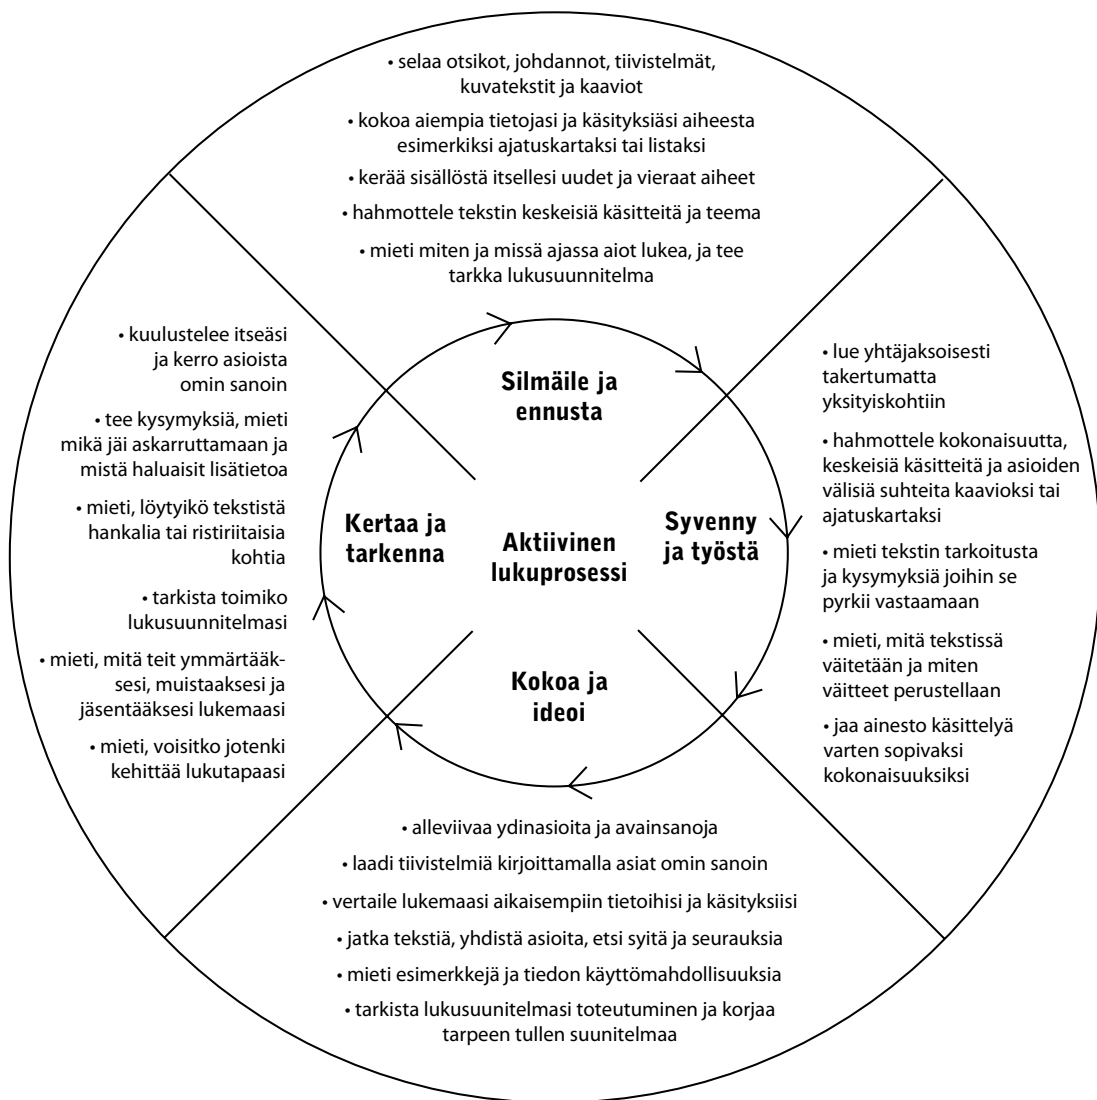 • selaa otsikot, johdannot, tiivistelmät,
kuvatekstit ja kaaviot
• kokoa aiempia tietojasi ja käsityksiäsi aiheesta
esimerkiksi ajatuskartaksi tai listaksi
• kerää sisällöstä itsellesi uudet ja vieraat aiheet
• hahmottele tekstin keskeisiä käsitteitä ja teema
• mieti miten ja missä ajassa aiot lukea, ja tee
tarkka lukusuunnitelma
Silmäile ja
ennusta
• lue yhtäjaksoisesti
takertumatta
yksityiskohtiin
• hahmottele kokonaisuutta,
keskeisiä käsitteitä ja asioiden
välisiä suhteita kaavioksi tai
ajatuskartaksi
• mieti tekstin tarkoitusta
ja kysymyksiä joihin se
pyrkii vastaamaan
• mieti, mitä tekstissä
väitetään ja miten
väitteet perustellaan
• jaa ainesto käsittelyä
varten sopivaksi
kokonaisuuksiksi
Syvenny
ja työstä
Aktiivinen
lukuprosessi
Kokoa ja
ideoi
• alleviivaa ydinasioita ja avainsanoja
• laadi tiivistelmiä kirjoittamalla asiat omin sanoin
• vertaile lukemaasi aikaisempiin tietoihisi ja käsityksiisi
• jatka tekstiä, yhdistä asioita, etsi syitä ja seurauksia
• mieti esimerkkejä ja tiedon käyttömahdollisuuksia
• tarkista lukusuunitelmasi toteutuminen ja korjaa
tarpeen tullen suunitelmaa
Kertaa ja
tarkenna
• kuulustelee itseäsi
ja kerro asioista
omin sanoin
• tee kysymyksiä, mieti
mikä jäi askarruttamaan ja
mistä haluaisit lisätietoa
• mieti, löytyikö tekstistä
hankalia tai ristiriitaisia
kohtia
• tarkista toimiko
lukusuunnitelmasi
• mieti, mitä teit ymmärtääk-
sesi, muistaaksesi ja
jäsentääksesi lukemaasi
• mieti, voisitko jotenki
kehittää lukutapaasi